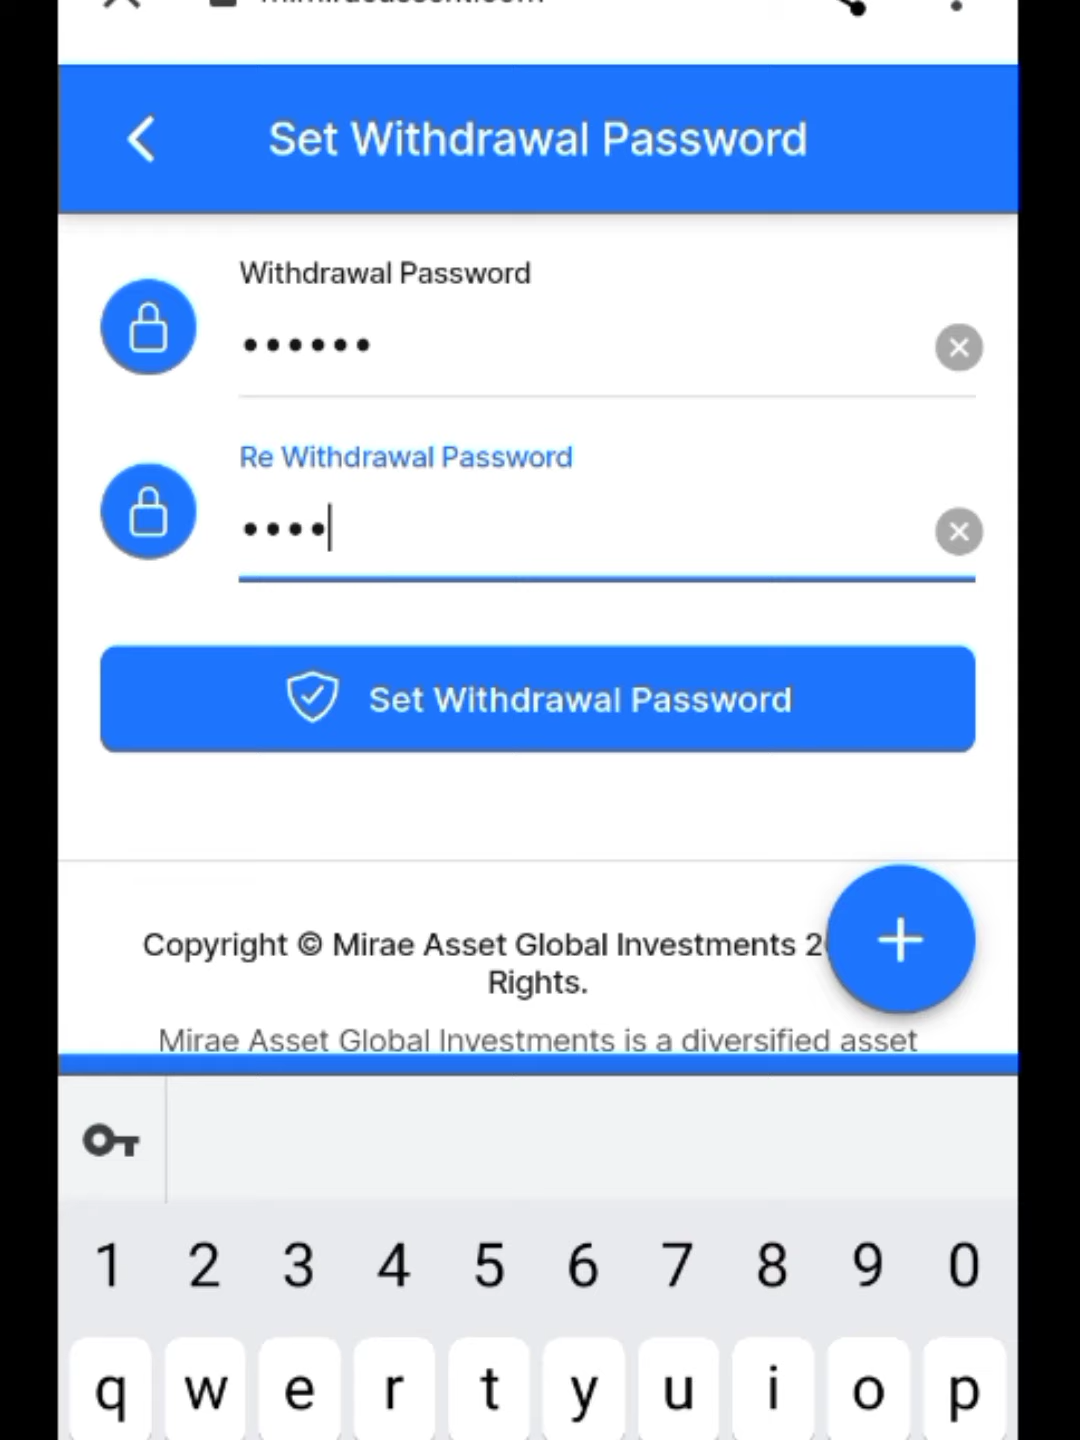 Set Withdrawal Password
Withdrawal Password
••••••
Re Withdrawal Password
••••
Set Withdrawal Password
Copyright © Mirae Asset Global Investments
Rights.
Mirae Asset Global Investments is a diversified asset
1 2 3 4 5 6 7 8 9 0
q w e r t y u i o p